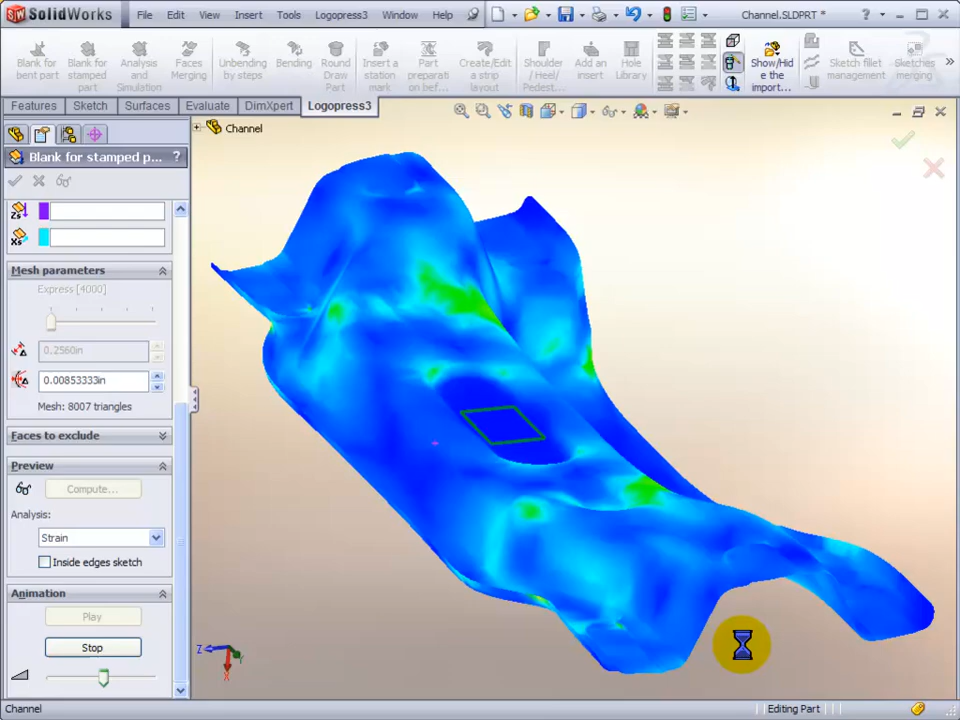 SW SolidWorks File Edit View Insert Tools Logopress3 Window Help Channel.SLDPRT *
Blank for bent part
Blank for stamped part
Analysis and Simulation
Faces Merging
Unbending by steps
Bending
Round Draw Part
Insert a station mark
Part preparati on bef...
Create/Edit a strip layout
Shoulder / Heel / Pedest...
Add an insert
Hole Library
Show/Hid e the import...
Sketch fillet management
Sketches merging
Features Sketch Surfaces Evaluate DimXpert Logopress3
Channel
Blank for stamped p... ?
Zs
Xs
Mesh parameters
Express [4000]
0.2560in
0.00853333in
Mesh: 8007 triangles
Faces to exclude
Preview
Compute...
Analysis:
Strain
Inside edges sketch
Animation
Play
Stop
Z Y
X
Channel Editing Part